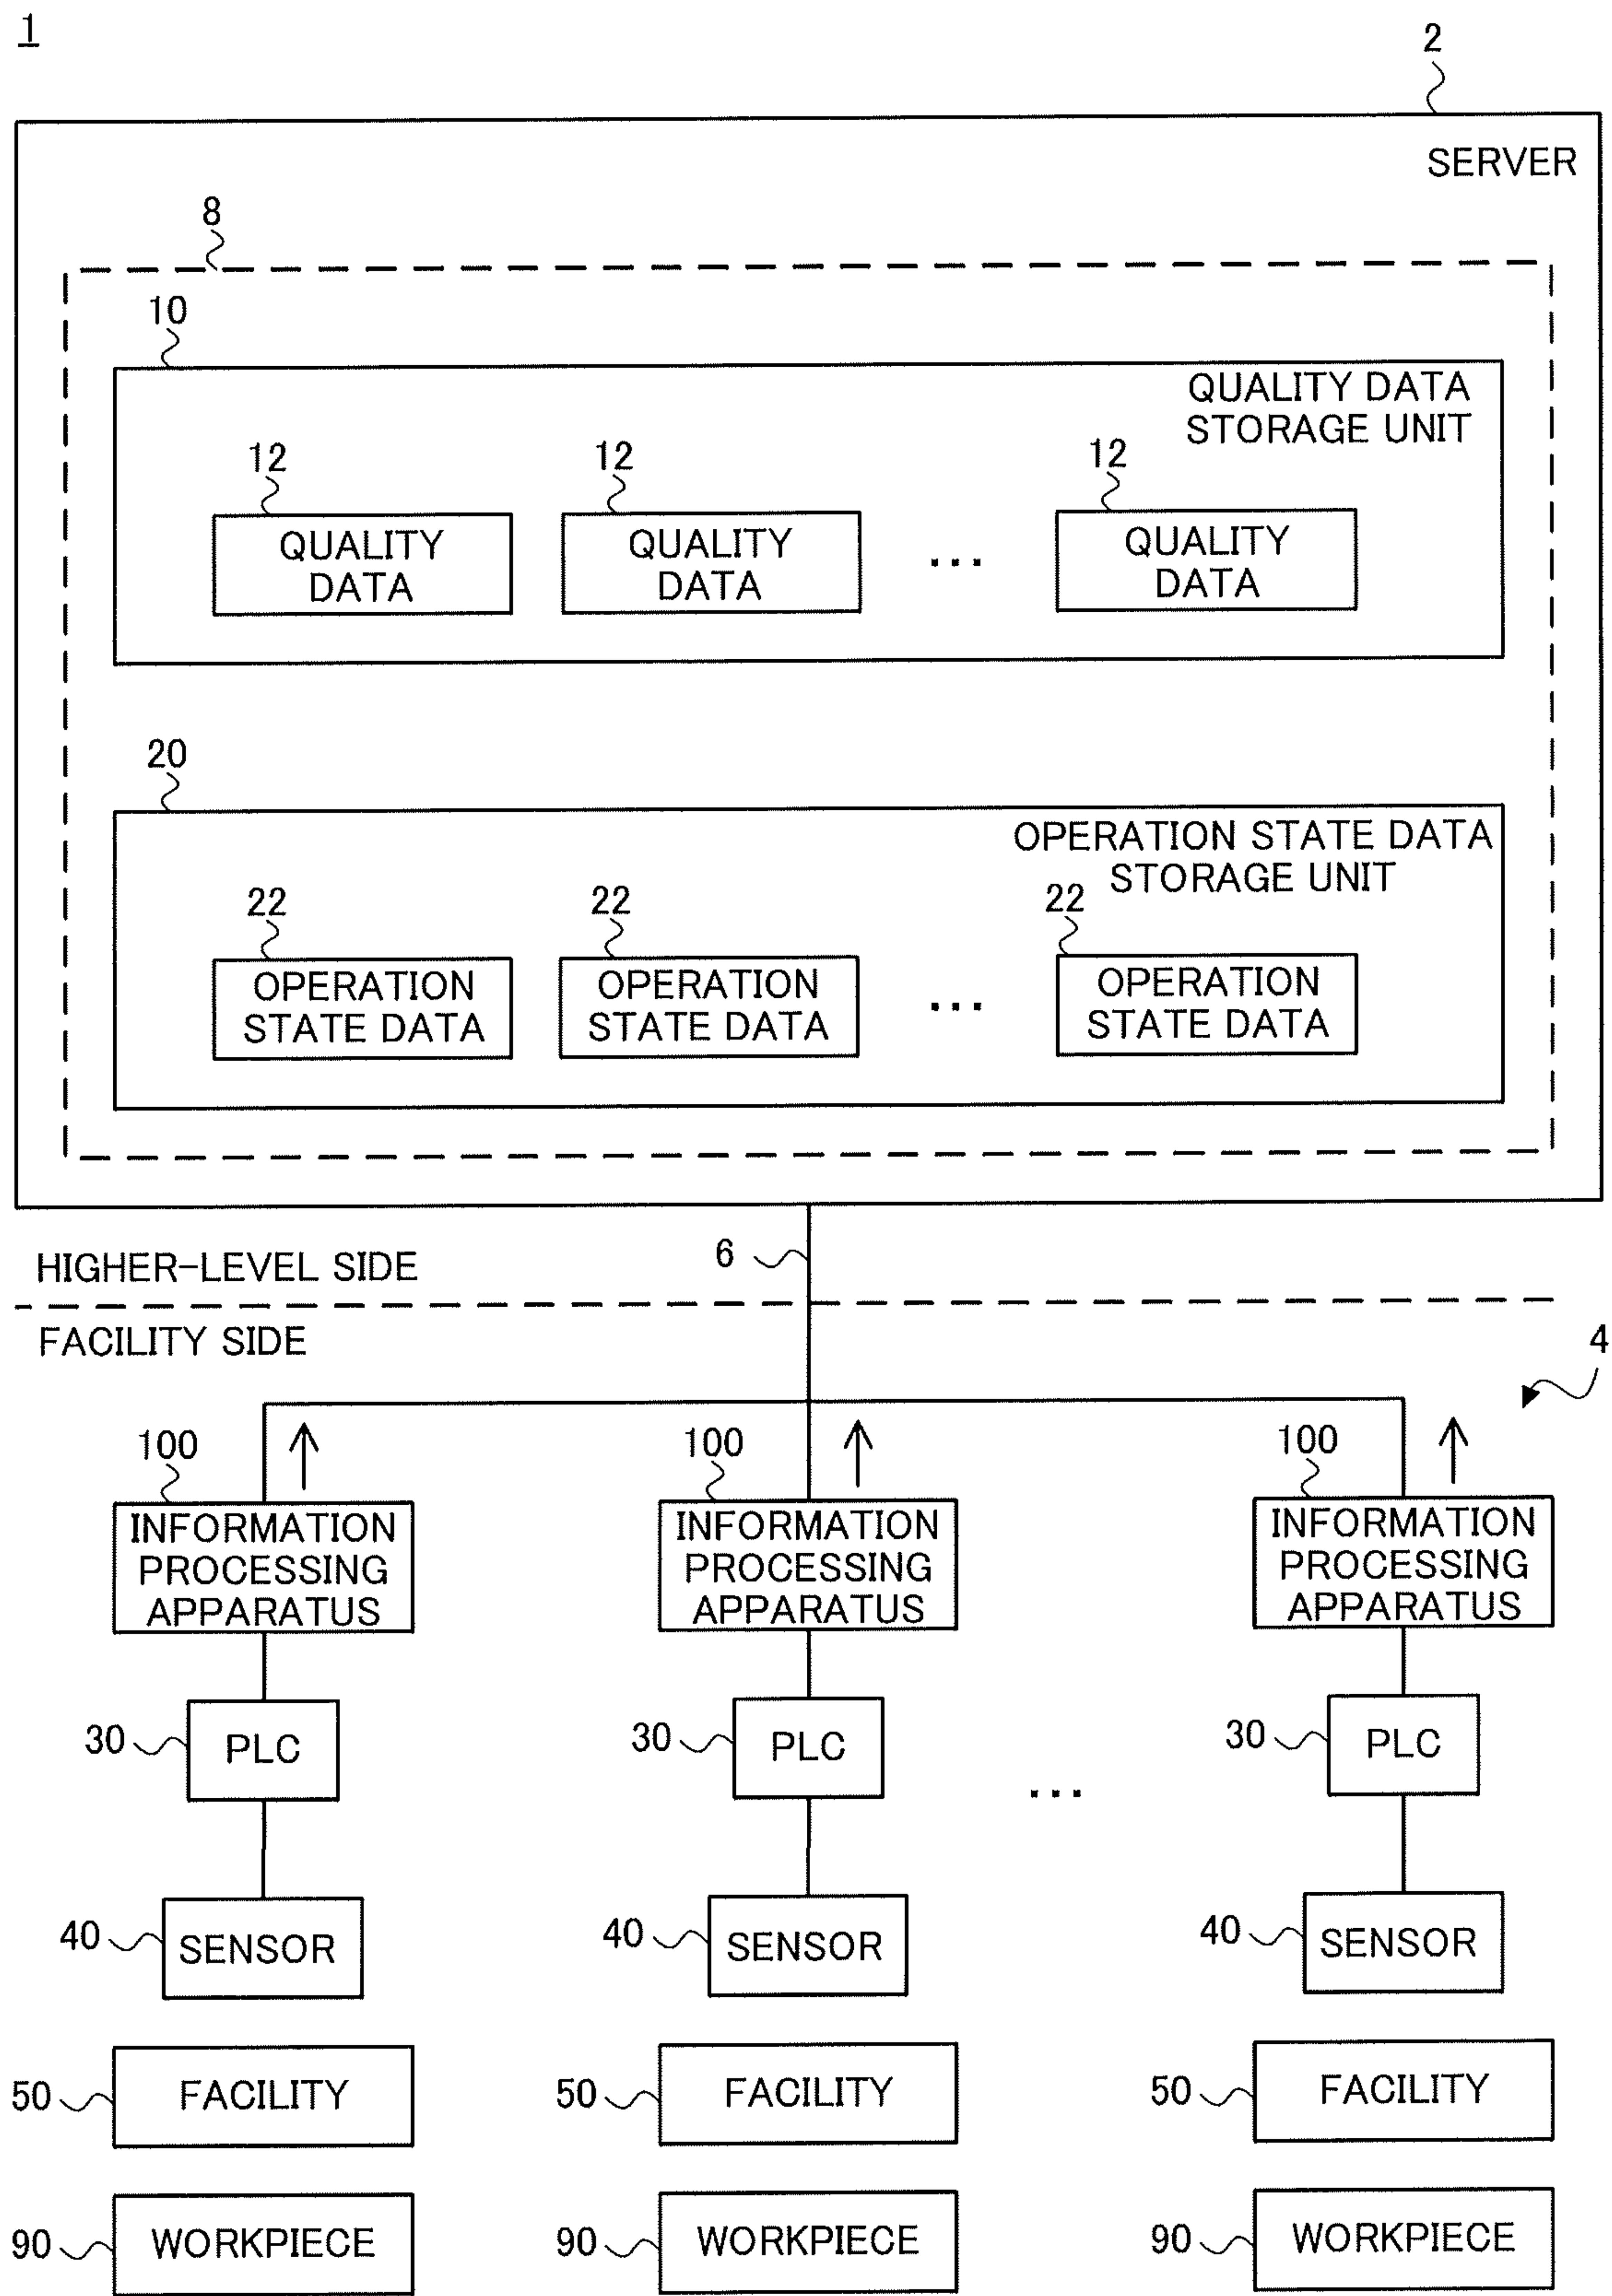 1
2
SERVER
8
10
QUALITY DATA
STORAGE UNIT
12
12
12
QUALITY
DATA
QUALITY
DATA
...
QUALITY
DATA
20
OPERATION STATE DATA
STORAGE UNIT
22
22
22
OPERATION
STATE DATA
OPERATION
STATE DATA
...
OPERATION
STATE DATA
6
HIGHER-LEVEL SIDE
FACILITY SIDE
4
100
100
100
INFORMATION
PROCESSING
APPARATUS
INFORMATION
PROCESSING
APPARATUS
INFORMATION
PROCESSING
APPARATUS
30
PLC
30
PLC
...
30
PLC
40
SENSOR
40
SENSOR
40
SENSOR
50
FACILITY
50
FACILITY
50
FACILITY
90
WORKPIECE
90
WORKPIECE
90
WORKPIECE